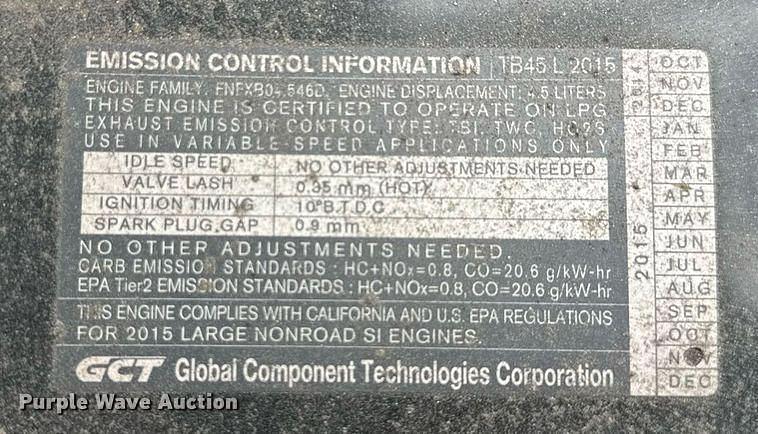 EMISSION CONTROL INFORMATION TB45 L 2015
ENGINE FAMILY: ENGINE DISPLACEMENT: 4.5 LITERS
THIS ENGINE IS CERTIFIED TO OPERATE ON LPG
EXHAUST EMISSION CONTROL TYPE: TBI, TWC, HO2S
USE IN VARIABLE-SPEED APPLICATIONS ONLY
IDLE SPEED NO OTHER ADJUSTMENTS NEEDED
VALVE LASH 0.35 mm (HOT)
IGNITION TIMING 10°B.T.D.C
SPARK PLUG GAP 0.9 mm
NO OTHER ADJUSTMENTS NEEDED.
CARB EMISSION STANDARDS : HC+NOx=0.8, CO=20.6 g/kW-hr
EPA Tier2 EMISSION STANDARDS : HC+NOx=0.8, CO=20.6 g/kW-hr
THIS ENGINE COMPLIES WITH CALIFORNIA AND U.S. EPA REGULATIONS
FOR 2015 LARGE NONROAD SI ENGINES.
GCT Global Component Technologies Corporation
2014
OCT
NOV
DEC
2015
JAN
FEB
MAR
APR
MAY
JUN
JUL
AUG
SEP
OCT
NOV
DEC
Purple Wave Auction